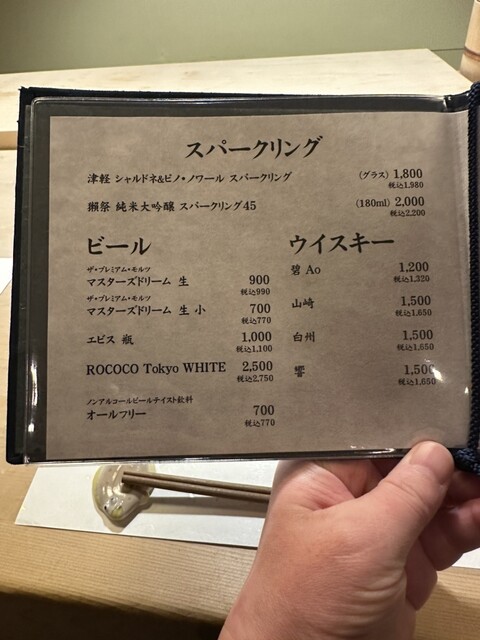 スパークリング
津軽 シャルドネ&ピノ・ノワール スパークリング (グラス) 1,800
税込1,980
獺祭 純米大吟醸 スパークリング45 (180ml) 2,000
税込2,200
ビール
ザ・プレミアム・モルツ
マスターズドリーム 生 900
税込990
ザ・プレミアム・モルツ
マスターズドリーム 生 小 700
税込770
エビス 瓶 1,000
税込1,100
ROCOCO Tokyo WHITE 2,500
税込2,750
ノンアルコールビールテイスト飲料
オールフリー 700
税込770
ウイスキー
碧 Ao 1,200
税込1,320
山崎 1,500
税込1,650
白州 1,500
税込1,650
響 1,500
税込1,650